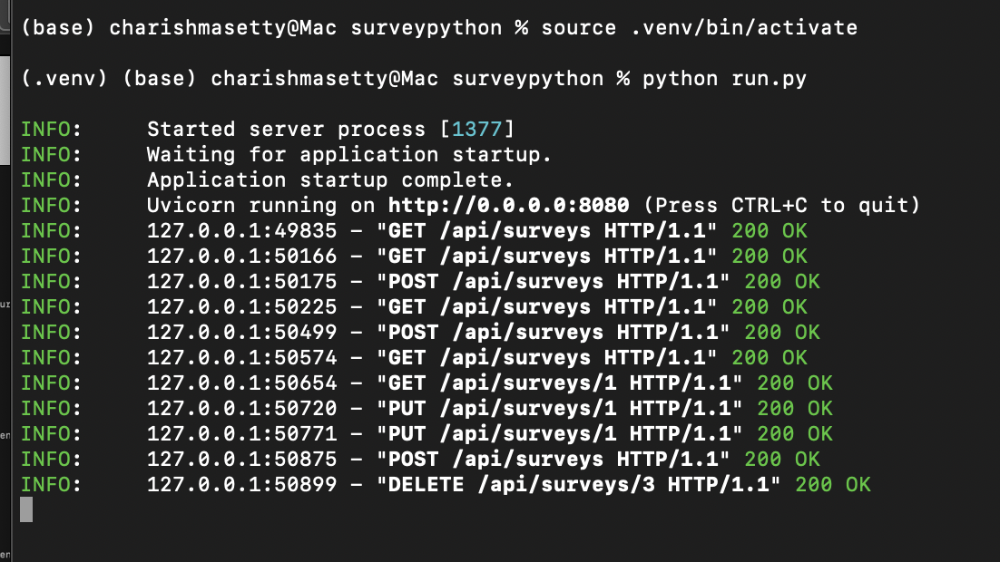 (base) charishmasetty@Mac surveypython % source .venv/bin/activate
(.venv) (base) charishmasetty@Mac surveypython % python run.py
INFO:     Started server process [1377]
INFO:     Waiting for application startup.
INFO:     Application startup complete.
INFO:     Uvicorn running on http://0.0.0.0:8080 (Press CTRL+C to quit)
INFO:     127.0.0.1:49835 – "GET /api/surveys HTTP/1.1" 200 OK
INFO:     127.0.0.1:50166 – "GET /api/surveys HTTP/1.1" 200 OK
INFO:     127.0.0.1:50175 – "POST /api/surveys HTTP/1.1" 200 OK
INFO:     127.0.0.1:50225 – "GET /api/surveys HTTP/1.1" 200 OK
INFO:     127.0.0.1:50499 – "POST /api/surveys HTTP/1.1" 200 OK
INFO:     127.0.0.1:50574 – "GET /api/surveys HTTP/1.1" 200 OK
INFO:     127.0.0.1:50654 – "GET /api/surveys/1 HTTP/1.1" 200 OK
INFO:     127.0.0.1:50720 – "PUT /api/surveys/1 HTTP/1.1" 200 OK
INFO:     127.0.0.1:50771 – "PUT /api/surveys/1 HTTP/1.1" 200 OK
INFO:     127.0.0.1:50875 – "POST /api/surveys HTTP/1.1" 200 OK
INFO:     127.0.0.1:50899 – "DELETE /api/surveys/3 HTTP/1.1" 200 OK